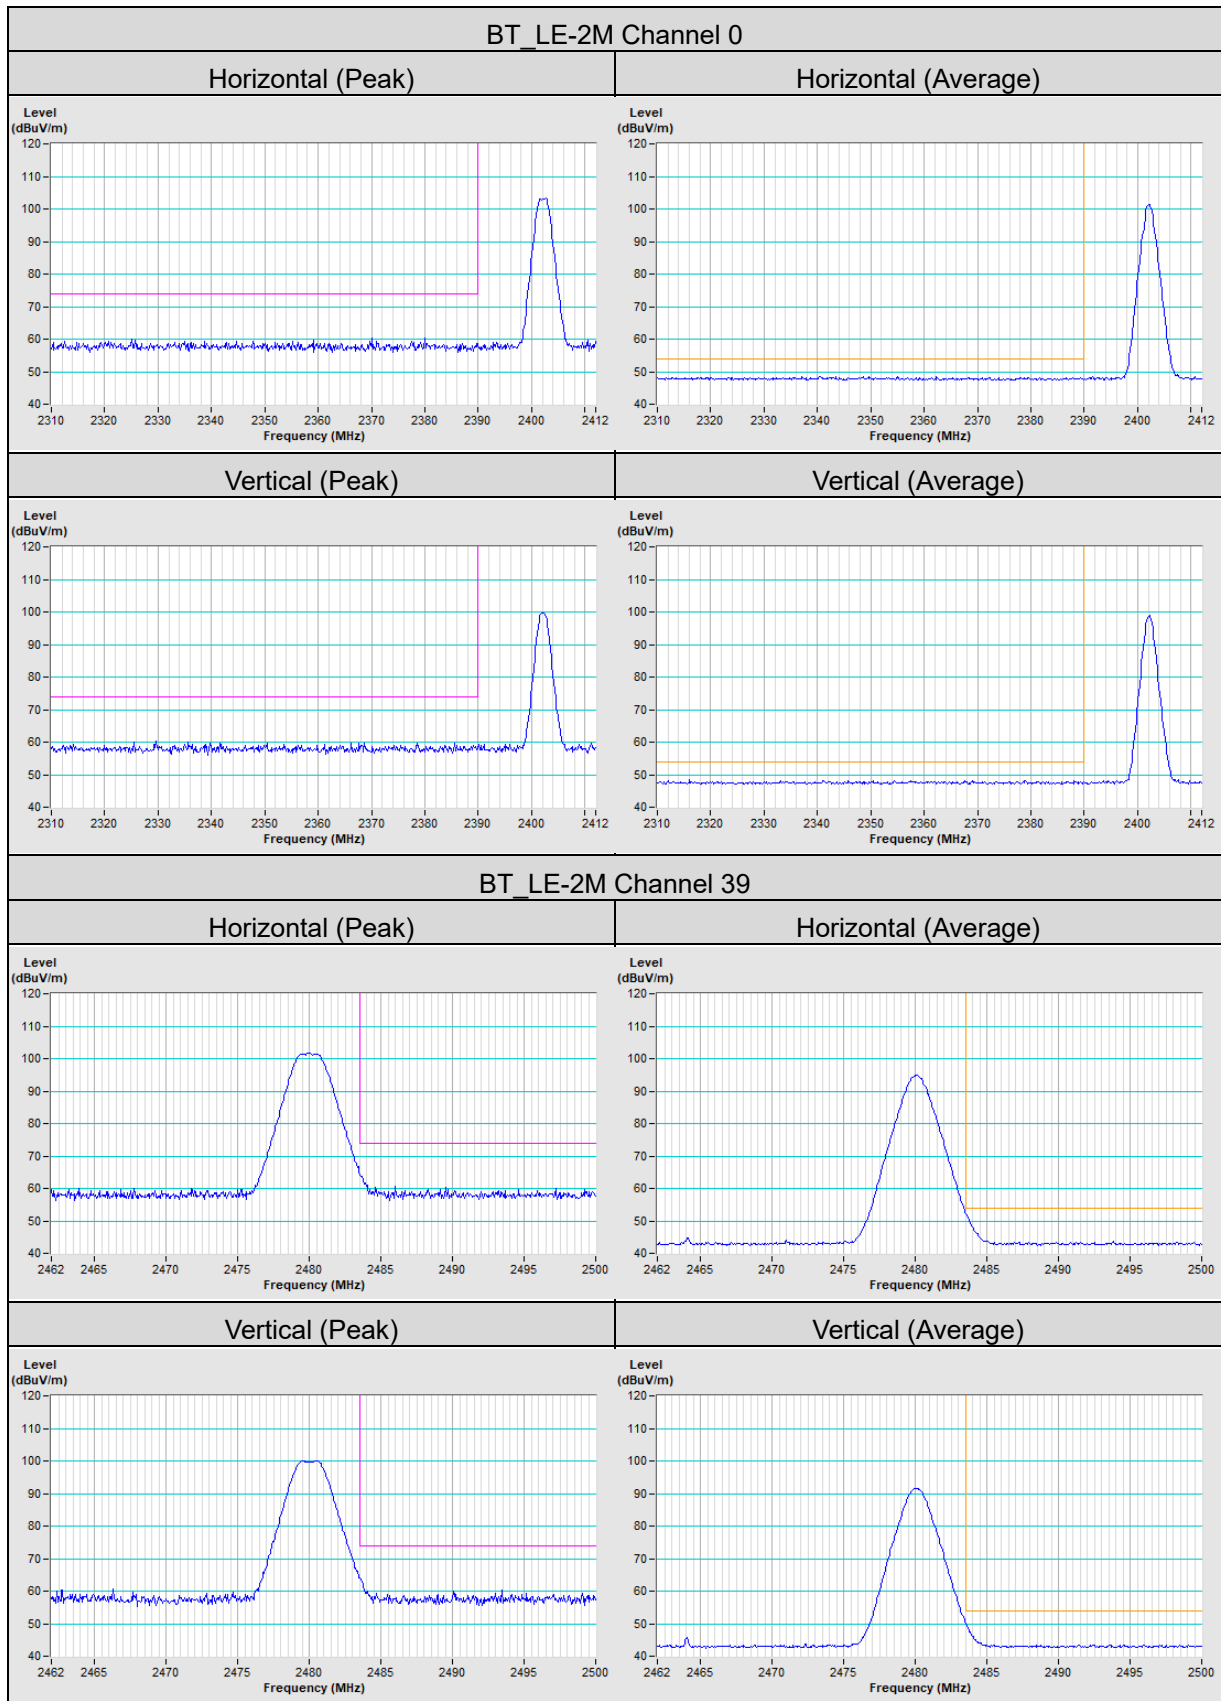 BT_LE-2M Channel 0
Horizontal (Peak) Horizontal (Average)
Level
(dBuV/m)
120
110
100
90
80
70
60
50
40
2310 2320 2330 2340 2350 2360 2370 2380 2390 2400 2412
Frequency (MHz)
Level
(dBuV/m)
120
110
100
90
80
70
60
50
40
2310 2320 2330 2340 2350 2360 2370 2380 2390 2400 2412
Frequency (MHz)
Vertical (Peak) Vertical (Average)
Level
(dBuV/m)
120
110
100
90
80
70
60
50
40
2310 2320 2330 2340 2350 2360 2370 2380 2390 2400 2412
Frequency (MHz)
Level
(dBuV/m)
120
110
100
90
80
70
60
50
40
2310 2320 2330 2340 2350 2360 2370 2380 2390 2400 2412
Frequency (MHz)
BT_LE-2M Channel 39
Horizontal (Peak) Horizontal (Average)
Level
(dBuV/m)
120
110
100
90
80
70
60
50
40
2462 2465 2470 2475 2480 2485 2490 2495 2500
Frequency (MHz)
Level
(dBuV/m)
120
110
100
90
80
70
60
50
40
2462 2465 2470 2475 2480 2485 2490 2495 2500
Frequency (MHz)
Vertical (Peak) Vertical (Average)
Level
(dBuV/m)
120
110
100
90
80
70
60
50
40
2462 2465 2470 2475 2480 2485 2490 2495 2500
Frequency (MHz)
Level
(dBuV/m)
120
110
100
90
80
70
60
50
40
2462 2465 2470 2475 2480 2485 2490 2495 2500
Frequency (MHz)